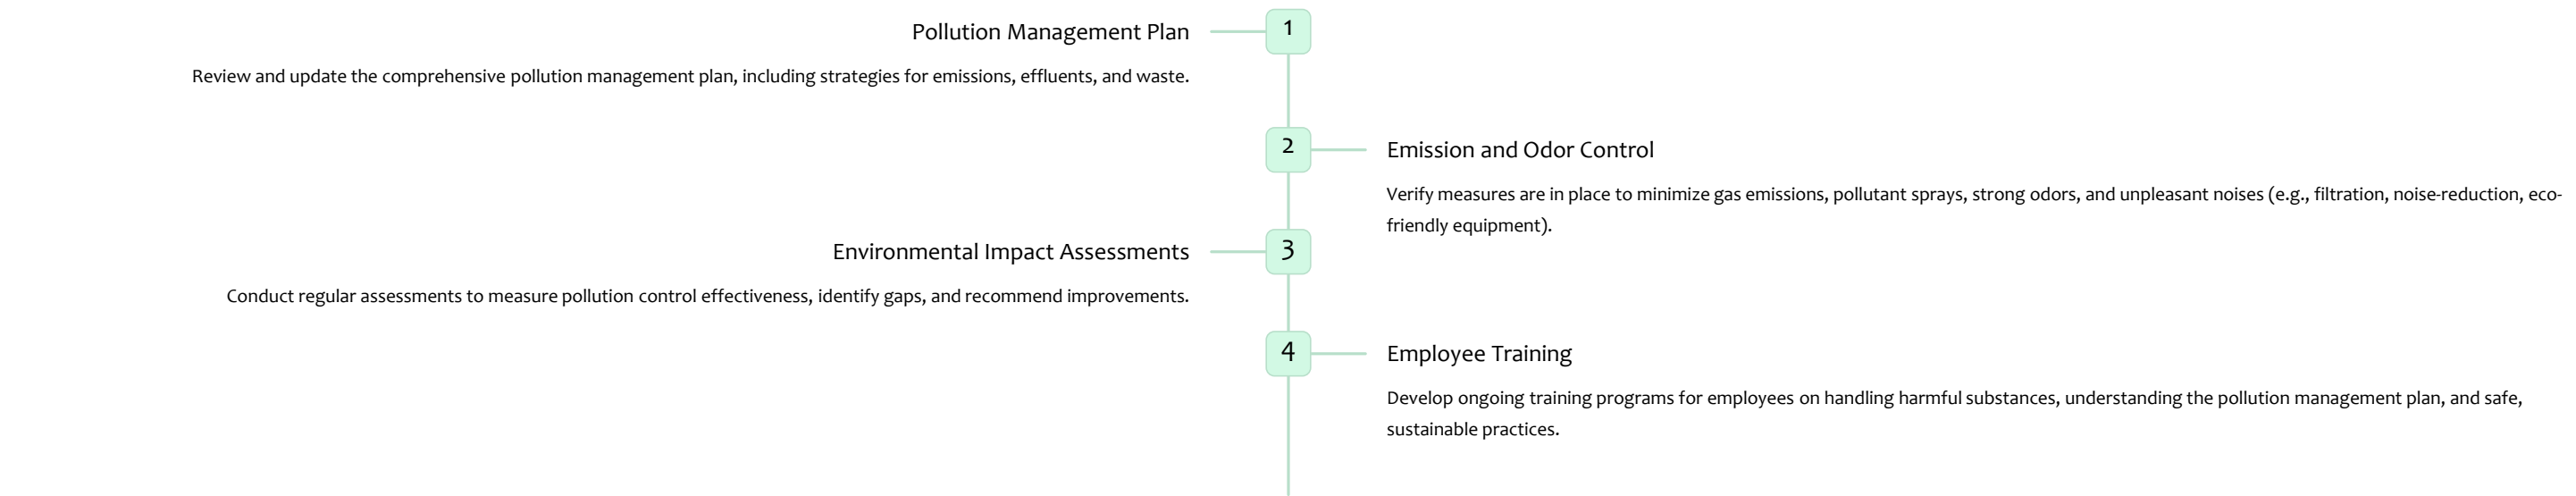 1
Pollution Management Plan
Review and update the comprehensive pollution management plan, including strategies for emissions, effluents, and waste.
2
Emission and Odor Control
Verify measures are in place to minimize gas emissions, pollutant sprays, strong odors, and unpleasant noises (e.g., filtration, noise-reduction, eco-
friendly equipment).
3
Environmental Impact Assessments
Conduct regular assessments to measure pollution control effectiveness, identify gaps, and recommend improvements.
4
Employee Training
Develop ongoing training programs for employees on handling harmful substances, understanding the pollution management plan, and safe,
sustainable practices.